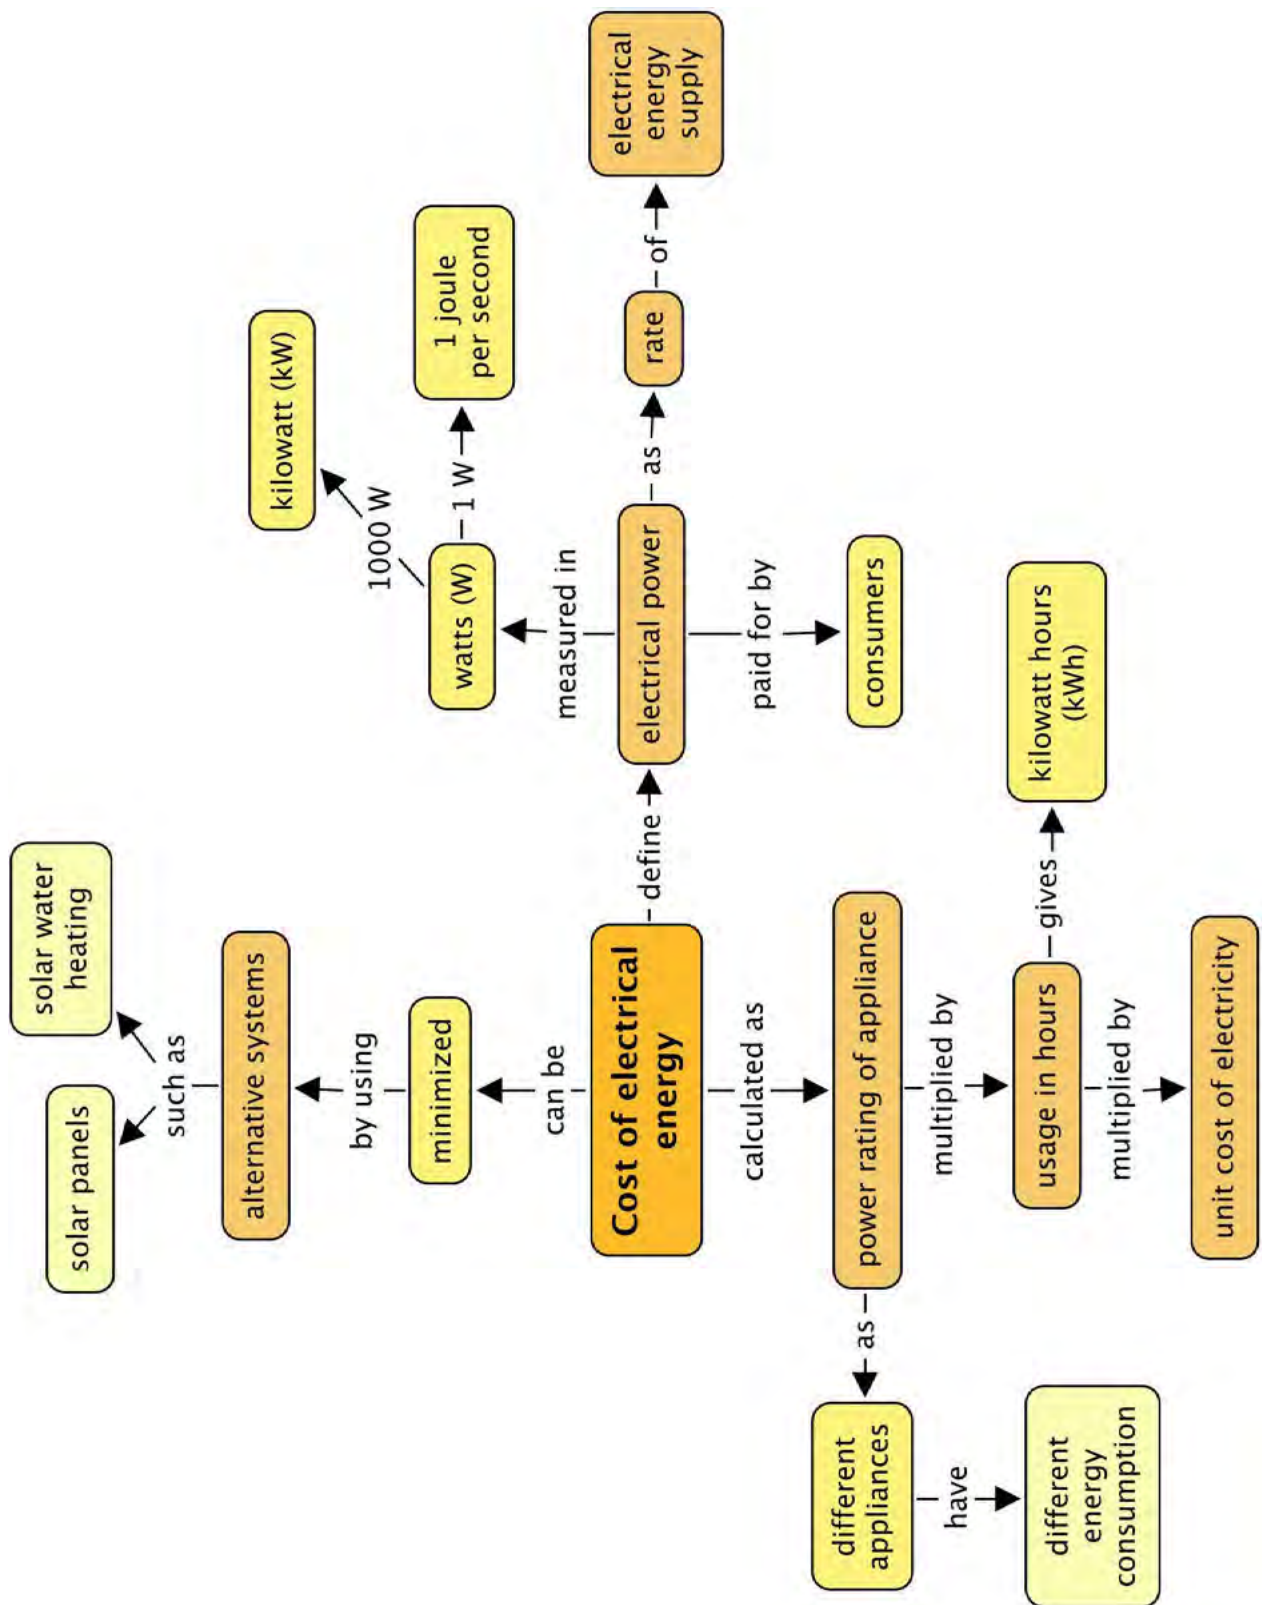 solar panels
solar water
heating
such as
alternative systems
by using
minimized
can be
Cost of electrical
energy
define
electrical power
measured in
watts (W)
1000 W
kilowatt (kW)
1 W
1 joule
per second
as
rate
of
electrical
energy
supply
paid for by
consumers
calculated as
power rating of appliance
as
different
appliances
have
different
energy
consumption
multiplied by
usage in hours
gives
kilowatt hours
(kWh)
multiplied by
unit cost of electricity